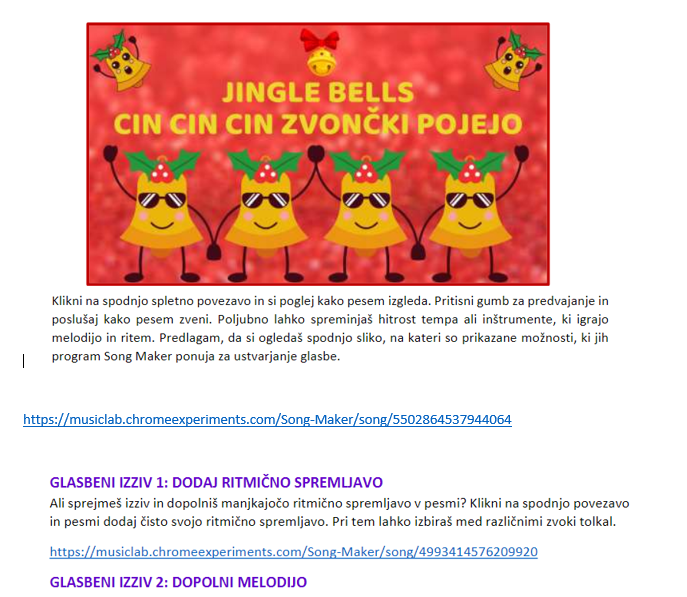 JINGLE BELLS
CIN CIN CIN ZVONČKI POJEJO
Klikni na spodnjo spletno povezavo in si poglej kako pesem izgleda. Pritisni gumb za predvajanje in
poslušaj kako pesem zveni. Poljubno lahko spreminjaš hitrost tempa ali inštrumente, ki igrajo
melodijo in ritem. Predlagam, da si ogledaš spodnjo sliko, na kateri so prikazane možnosti, ki jih
program Song Maker ponuja za ustvarjanje glasbe.
https://musiclab.chromeexperiments.com/Song-Maker/song/5502864537944064
GLASBENI IZZIV 1: DODAJ RITMIČNO SPREMLJAVO
Ali sprejmeš izziv in dopolniš manjkajočo ritmično spremljavo v pesmi? Klikni na spodnjo povezavo
in pesmi dodaj čisto svojo ritmično spremljavo. Pri tem lahko izbiraš med različnimi zvoki tolkal.
https://musiclab.chromeexperiments.com/Song-Maker/song/4993414576209920
GLASBENI IZZIV 2: DOPOLNI MELODIJO